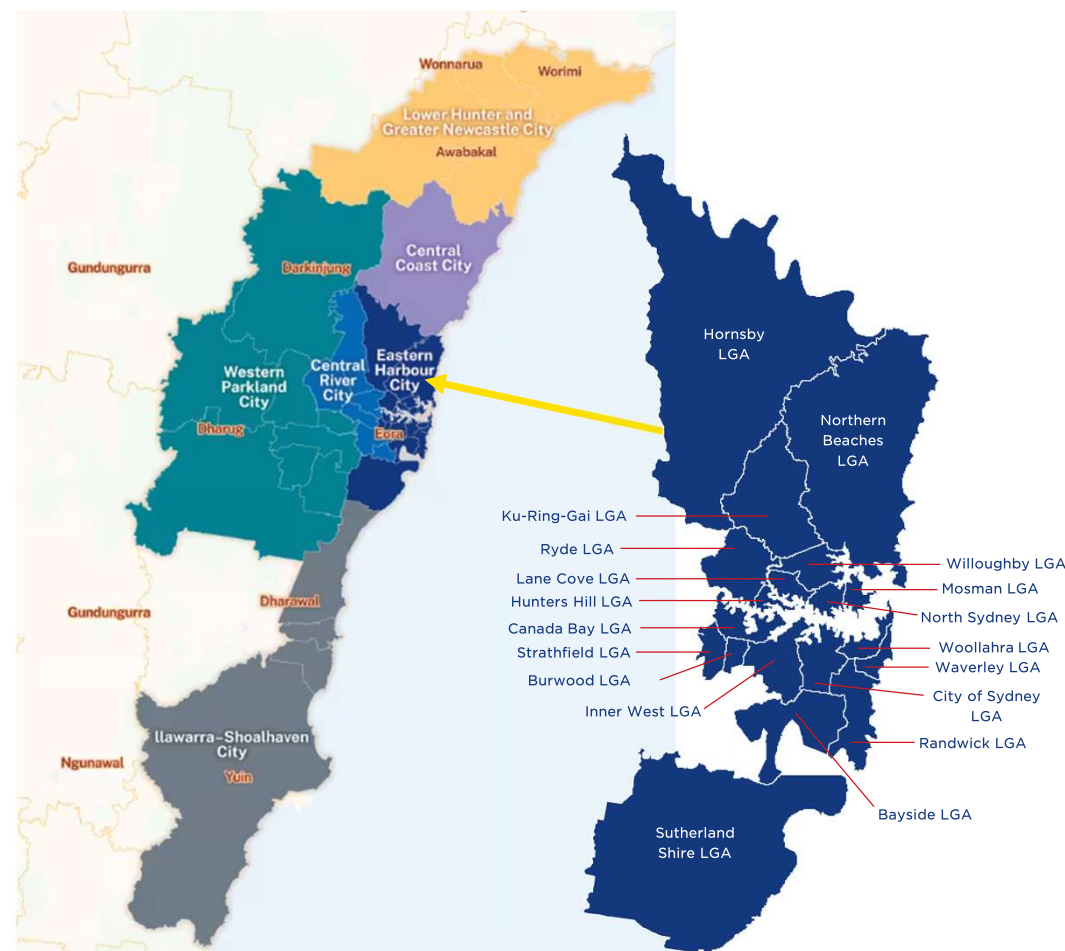 Wonnarua
Worimi
Lower Hunter and
Greater Newcastle City
Awabakal
Gundungurra
Darkinjung
Central
Coast City
Western
Parkland
City
Central
River
City
Eastern
Harbour
City
Dharug
Eora
Gundungurra
Dharawal
Ngunawal
llawarra–Shoalhaven
City
Yuin
Hornsby
LGA
Northern
Beaches
LGA
Ku-Ring-Gai LGA
Ryde LGA
Lane Cove LGA
Hunters Hill LGA
Canada Bay LGA
Strathfield LGA
Burwood LGA
Inner West LGA
Willoughby LGA
Mosman LGA
North Sydney LGA
Woollahra LGA
Waverley LGA
City of Sydney
LGA
Randwick LGA
Bayside LGA
Sutherland
Shire LGA